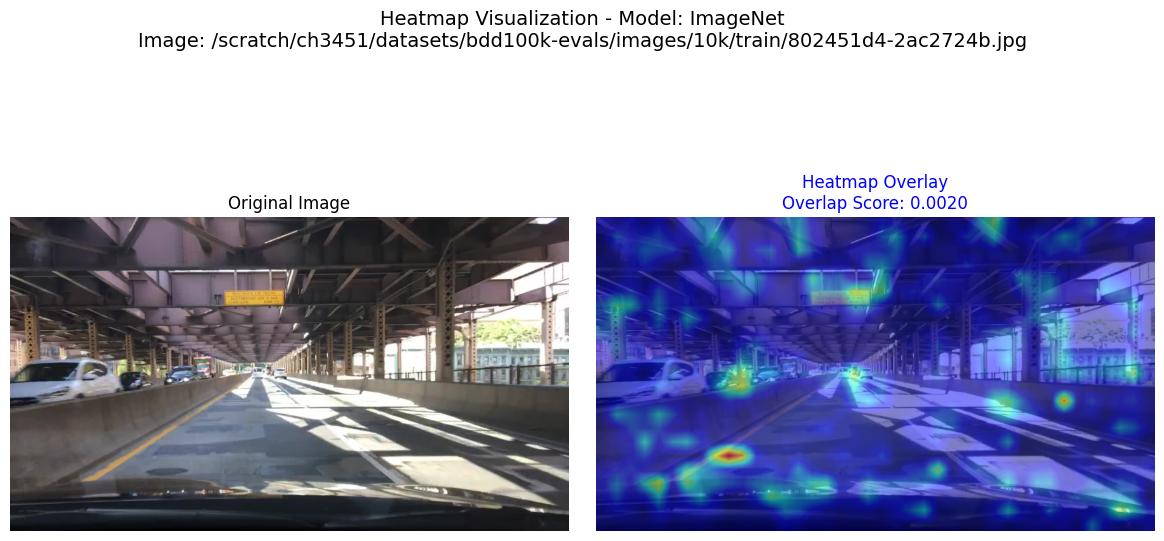 Heatmap Visualization - Model: ImageNet
Image: /scratch/ch3451/datasets/bdd100k-evals/images/10k/train/802451d4-2ac2724b.jpg
Original Image
Heatmap Overlay
Overlap Score: 0.0020